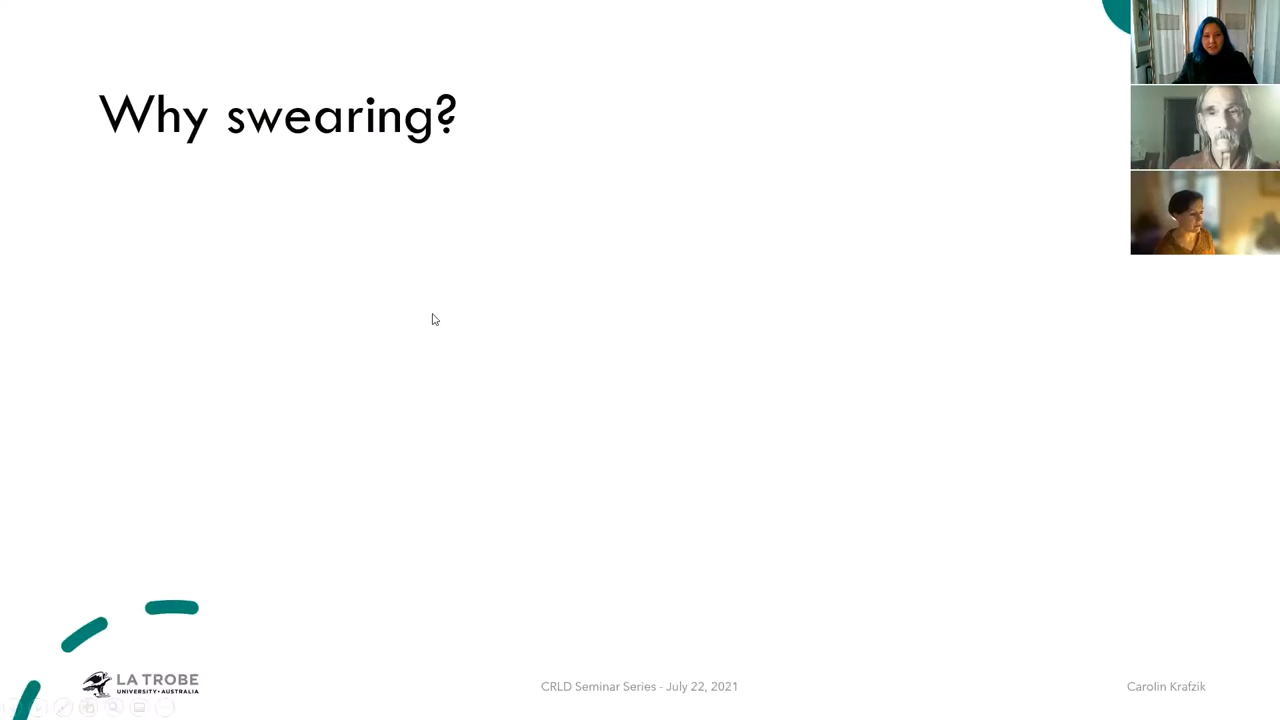 Why swearing?
LA TROBE
UNIVERSITY • AUSTRALIA
CRLD Seminar Series - July 22, 2021
Carolin Krafzik